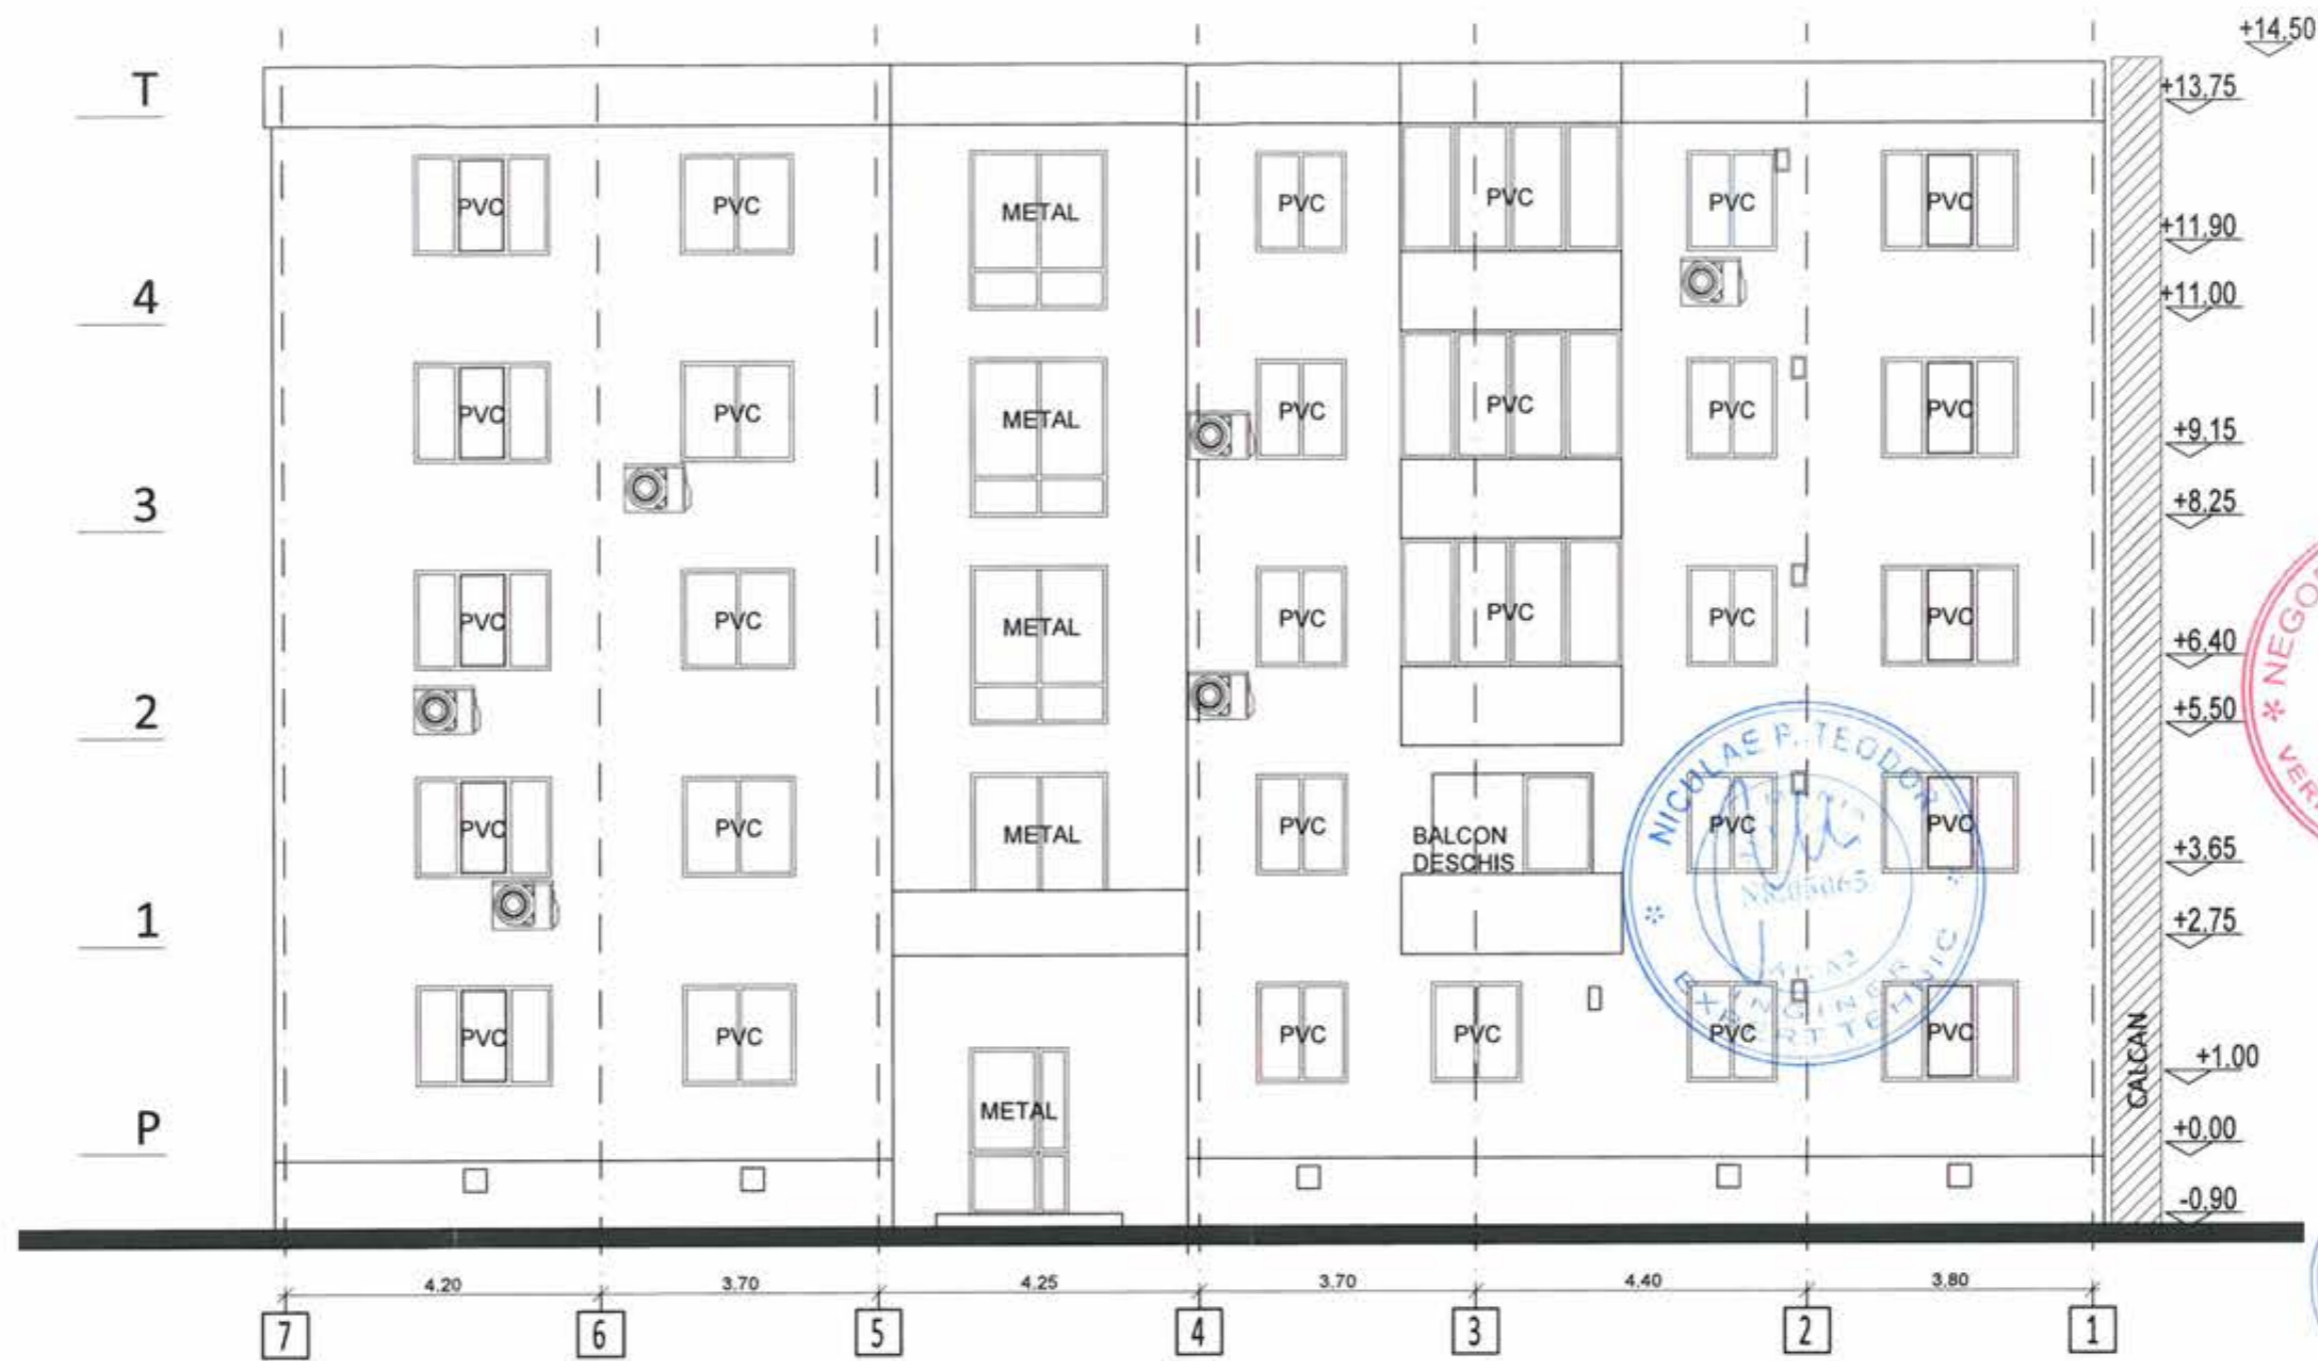 +14.50
T
+13,75
PVC PVC METAL PVC PVC PVC PVC
+11,90
4
+11,00
PVC PVC METAL PVC PVC PVC PVC
+9,15
3
+8,25
PVC PVC METAL PVC PVC PVC PVC
+6,40
2
+5,50
PVC PVC METAL PVC BALCON
DESCHIS
PVC PVC
+3,65
1
+2,75
PVC PVC PVC PVC PVC PVC
+1,00
METAL
CALCAN
P
+0,00
-0,90
4.20 3.70 4.25 3.70 4.40 3.80
7 6 5 4 3 2 1
NICULAE P. TEODOR
INGINER
EXPERT TEHNIC